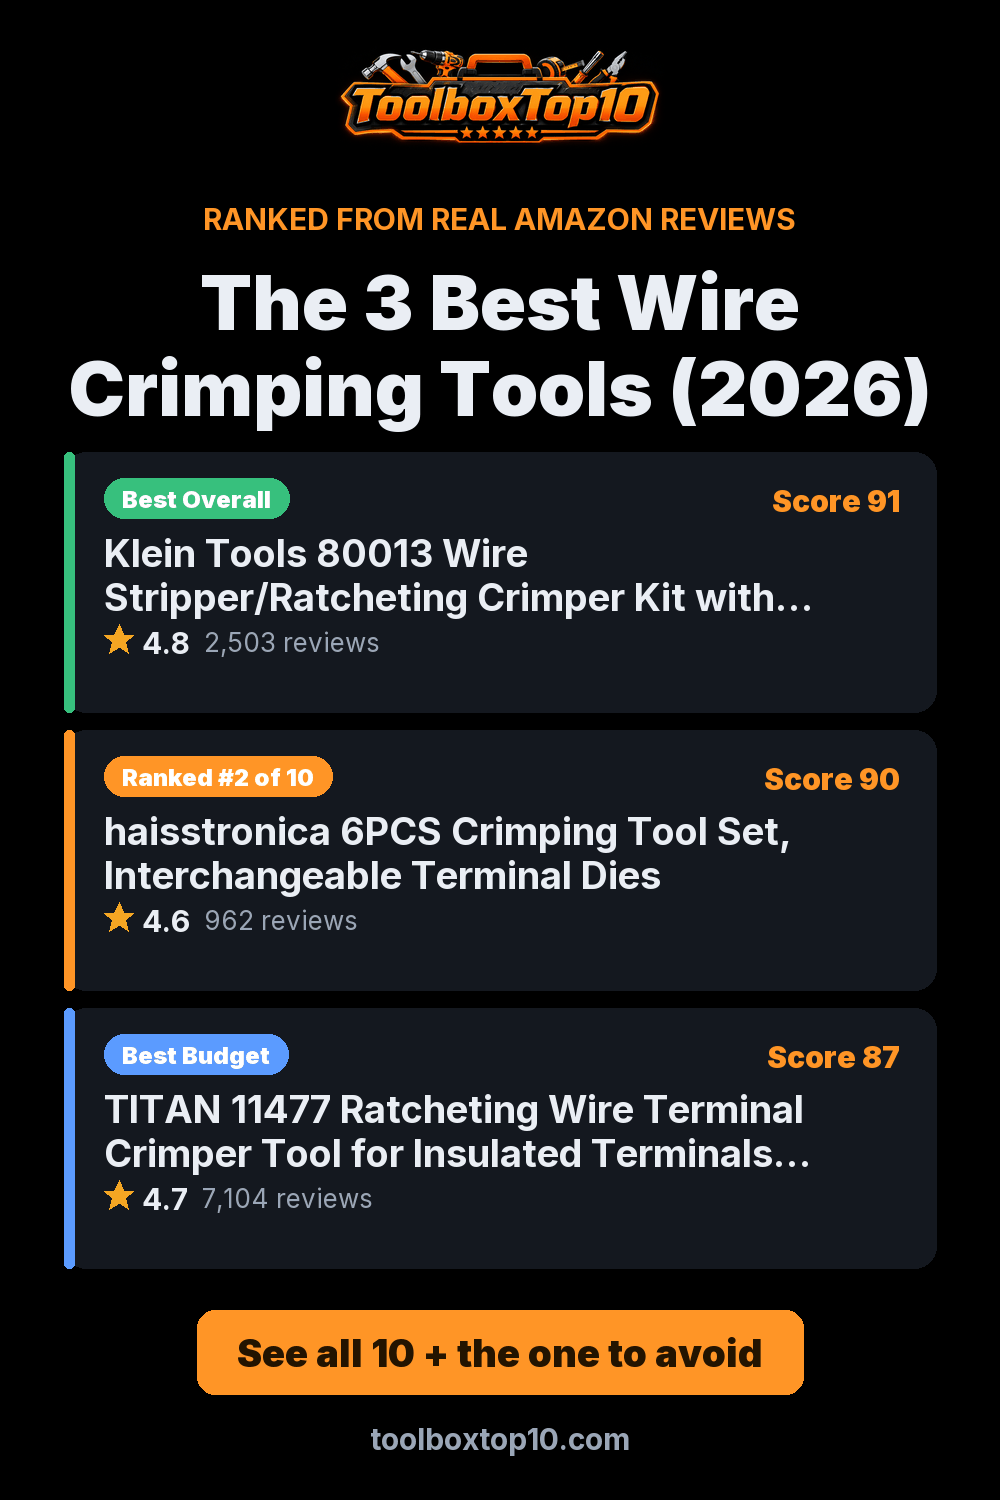 ToolboxTop10
RANKED FROM REAL AMAZON REVIEWS
The 3 Best Wire
Crimping Tools (2026)
Best Overall
Score 91
Klein Tools 80013 Wire
Stripper/Ratcheting Crimper Kit with...
4.8 2,503 reviews
Ranked #2 of 10
Score 90
haisstronica 6PCS Crimping Tool Set,
Interchangeable Terminal Dies
4.6 962 reviews
Best Budget
Score 87
TITAN 11477 Ratcheting Wire Terminal
Crimper Tool for Insulated Terminals...
4.7 7,104 reviews
See all 10 + the one to avoid
toolboxtop10.com